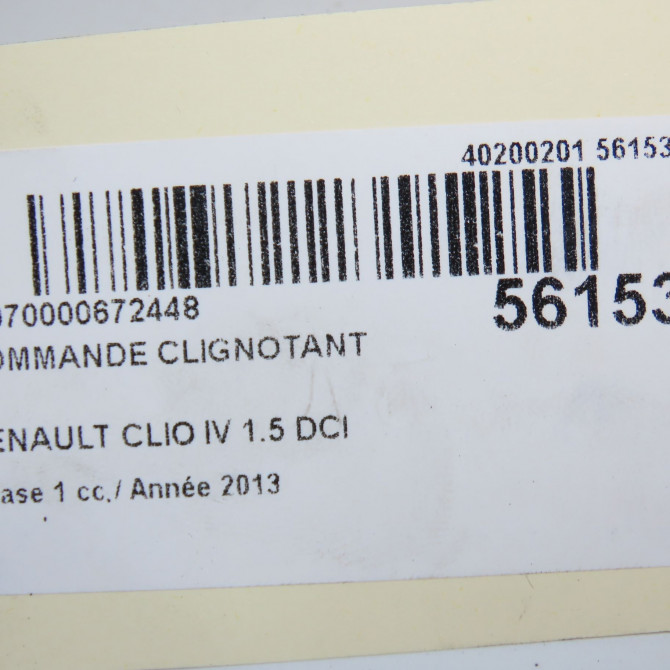 40200201 56153
070000672448
56153
OMMANDE CLIGNOTANT
ENAULT CLIO IV 1.5 DCI
ase 1 cc./ Année 2013